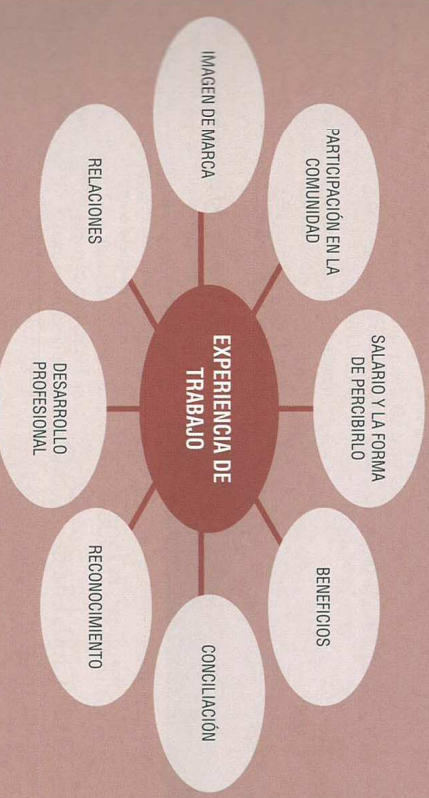 SALARIO Y LA FORMA
DE PERCIBIRLO
PARTICIPACIÓN EN LA
COMUNIDAD
BENEFICIOS
IMAGEN DE MARCA
EXPERIENCIA DE
TRABAJO
CONCILIACIÓN
RELACIONES
RECONOCIMIENTO
DESARROLLO
PROFESIONAL